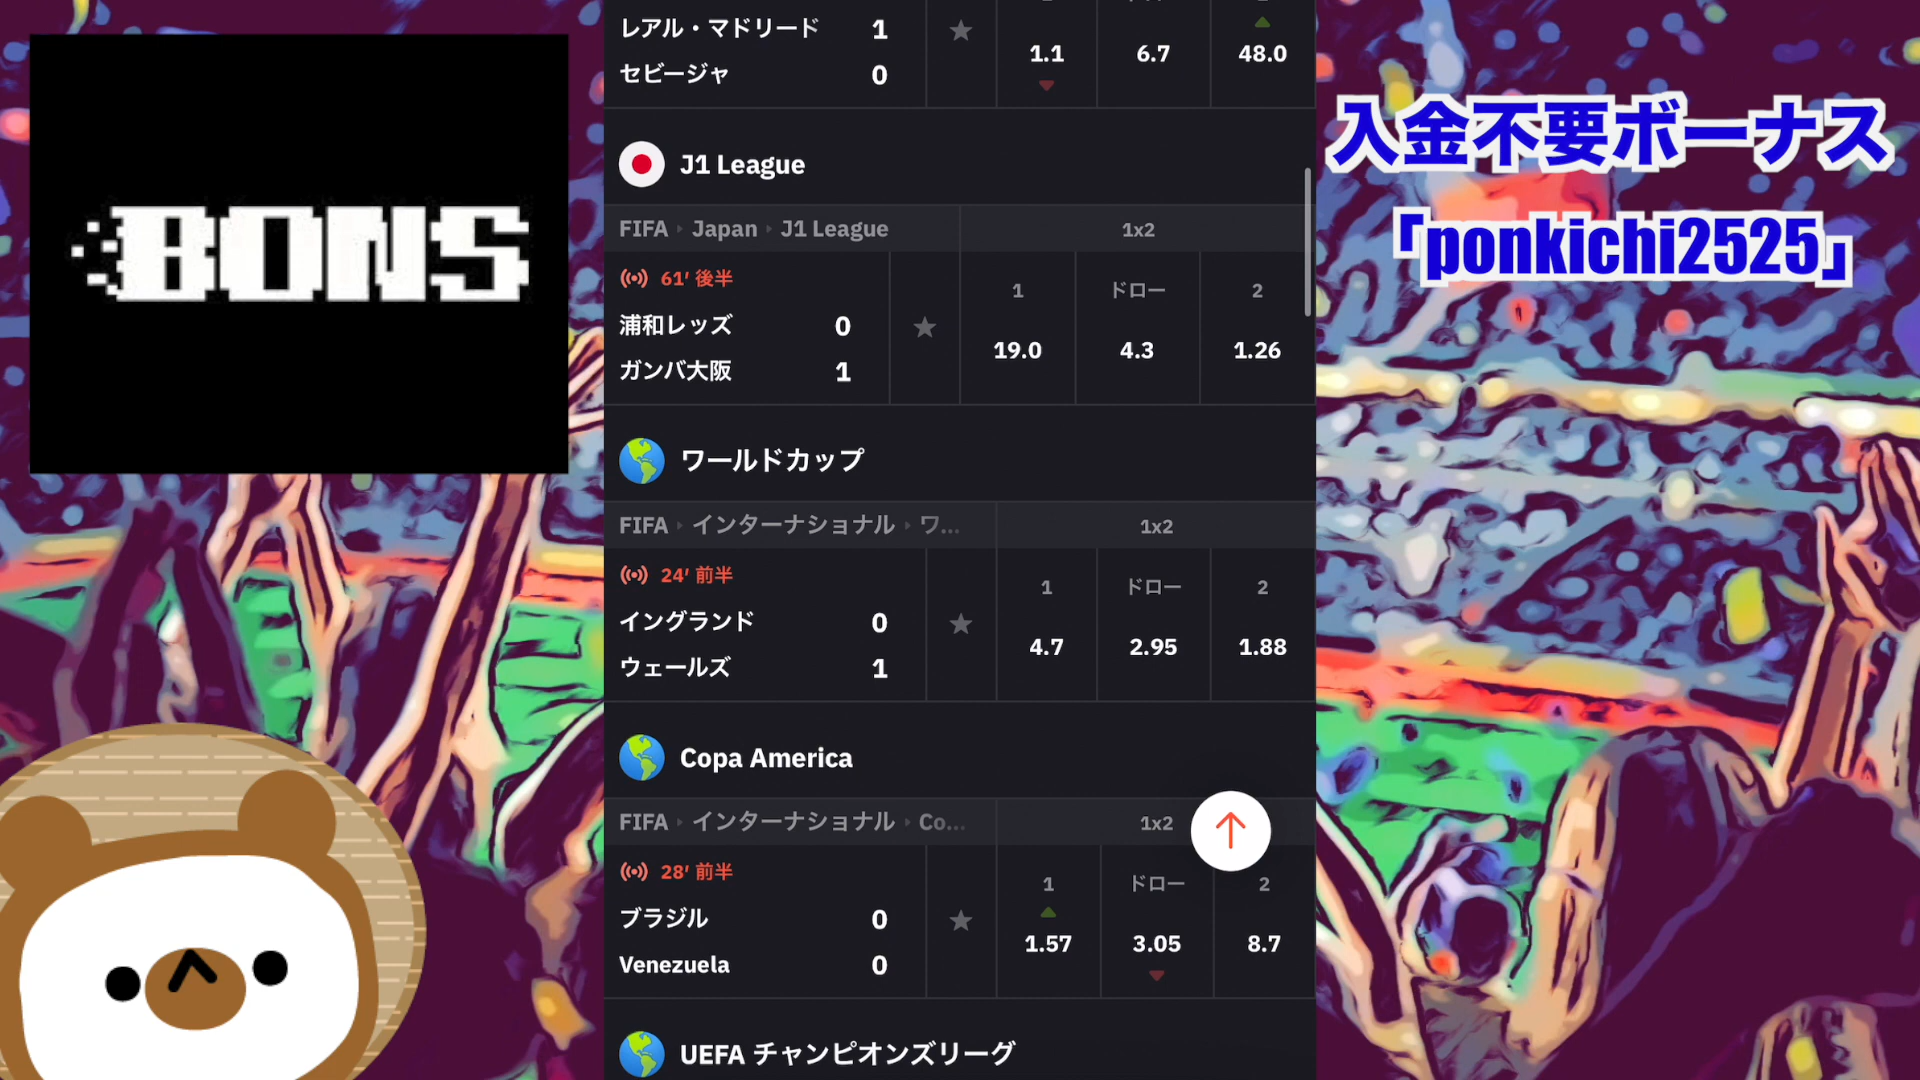 BONS
レアル・マドリード 1
セビージャ 0
1.1 6.7 48.0
J1 League
FIFA Japan J1 League 1x2
61' 後半
1 ドロー 2
浦和レッズ 0
ガンバ大阪 1
19.0 4.3 1.26
ワールドカップ
FIFA インターナショナル ワ... 1x2
24' 前半
1 ドロー 2
イングランド 0
ウェールズ 1
4.7 2.95 1.88
Copa America
FIFA インターナショナル Co... 1x2
28' 前半
1 ドロー 2
ブラジル 0
Venezuela 0
1.57 3.05 8.7
UEFA チャンピオンズリーグ
入金不要ボーナス
「ponkichi2525」